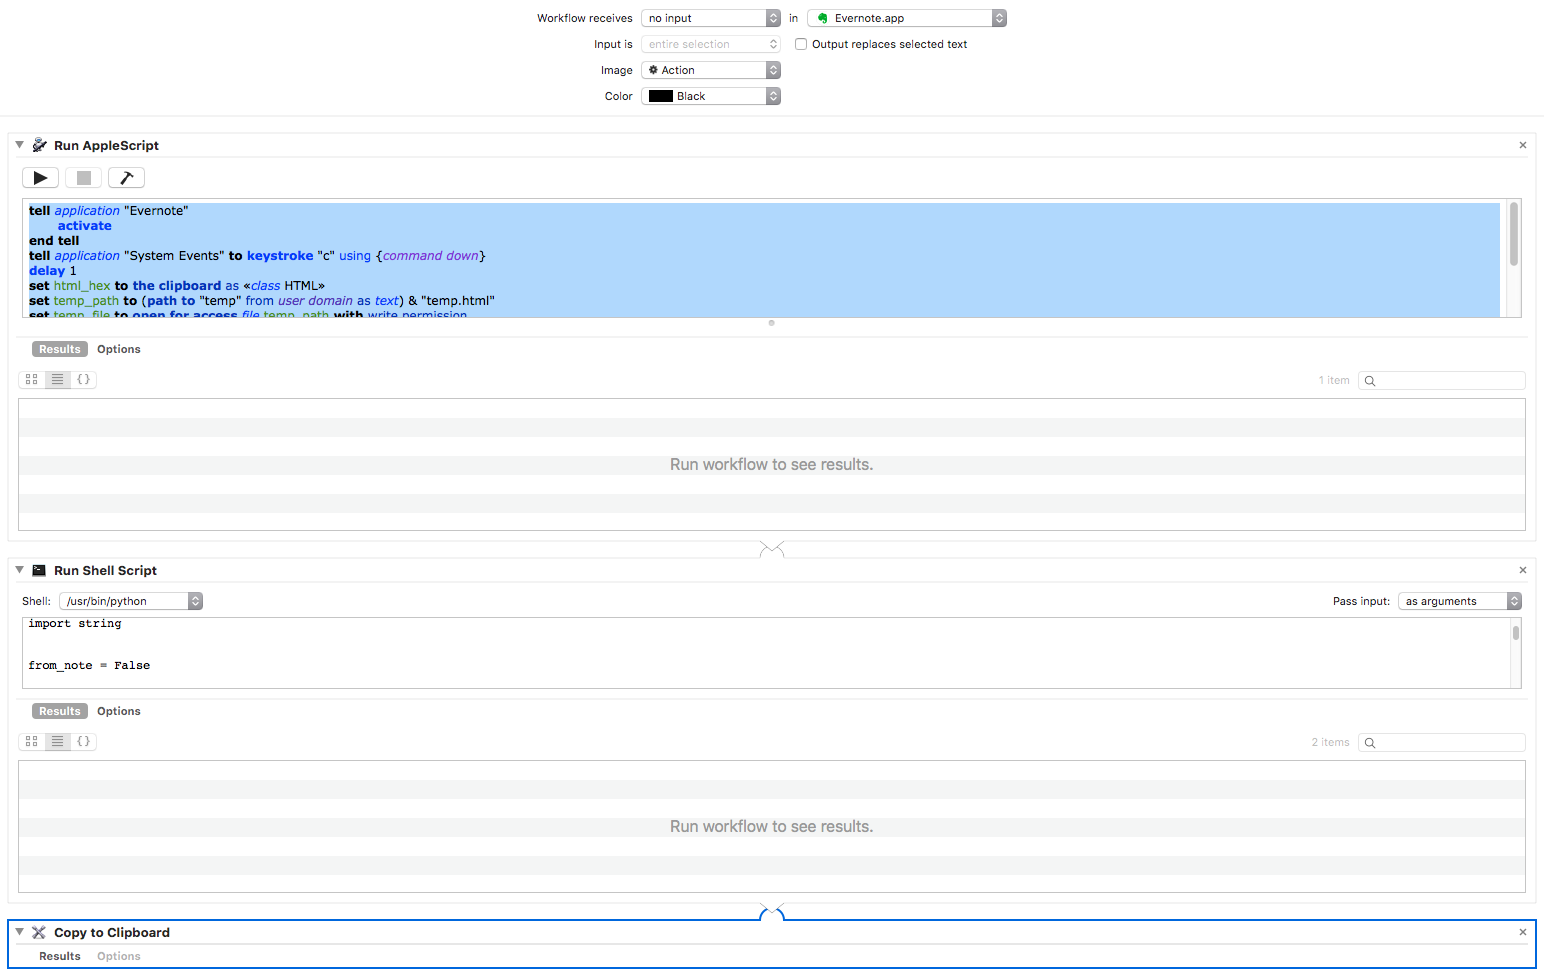 Workflow receives no input in Evernote.app
Input is entire selection Output replaces selected text
Image Action
Color Black
Run AppleScript
tell application "Evernote"
activate
end tell
tell application "System Events" to keystroke "c" using {command down}
delay 1
set html_hex to the clipboard as «class HTML»
set temp_path to (path to "temp" from user domain as text) & "temp.html"
set temp_file to open for access file temp_path with write permission
Results Options
{} 1 item
Run workflow to see results.
Run Shell Script
Shell: /usr/bin/python Pass input: as arguments
import string
from_note = False
Results Options
{} 2 items
Run workflow to see results.
Copy to Clipboard
Results Options